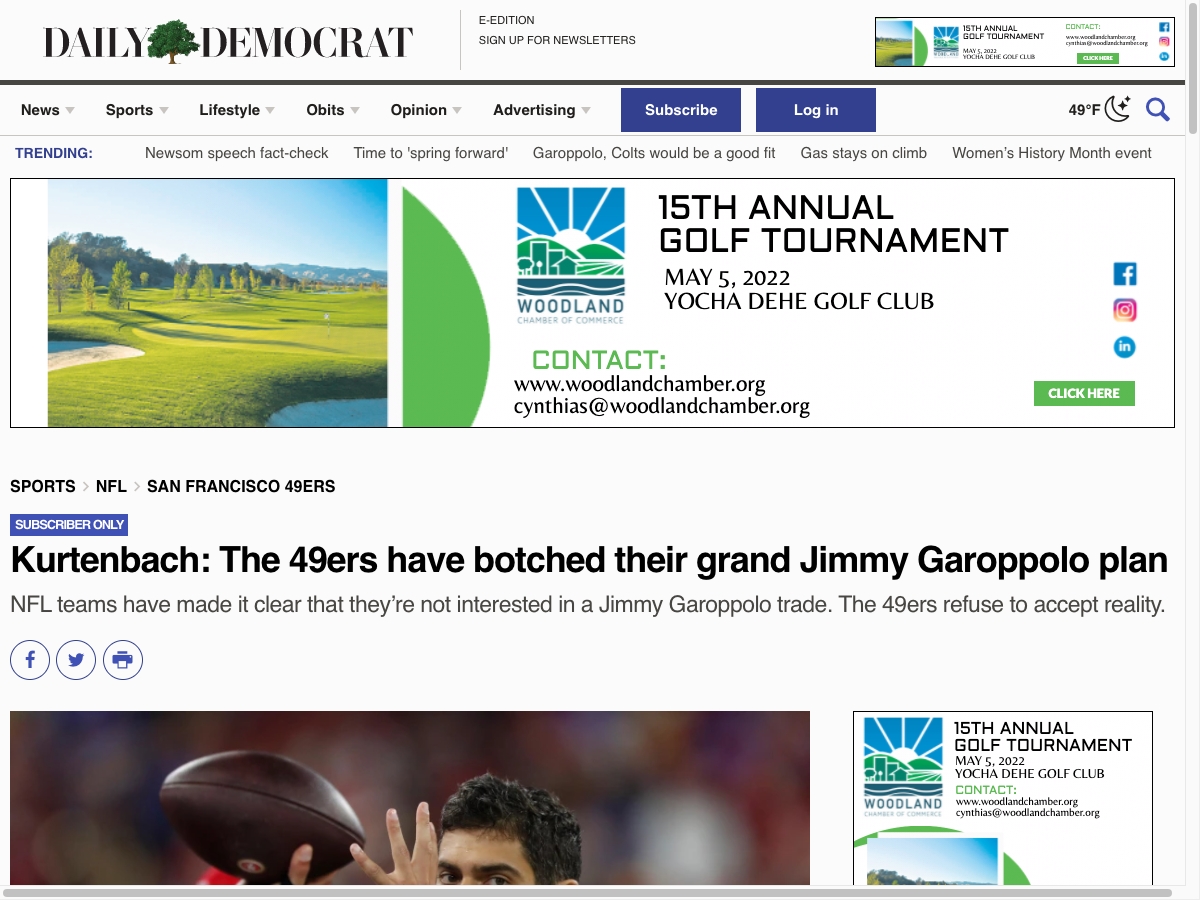 DAILY DEMOCRAT
E-EDITION
SIGN UP FOR NEWSLETTERS
WOODLAND
15TH ANNUAL
GOLF TOURNAMENT
MAY 5, 2022
YOCHA DEHE GOLF CLUB
CONTACT:
www.woodlandchamber.org
cynthias@woodlandchamber.org
CLICK HERE
News Sports Lifestyle Obits Opinion Advertising Subscribe Log in 49°F
TRENDING: Newsom speech fact-check Time to 'spring forward' Garoppolo, Colts would be a good fit Gas stays on climb Women's History Month event
WOODLAND
CHAMBER OF COMMERCE
15TH ANNUAL
GOLF TOURNAMENT
MAY 5, 2022
YOCHA DEHE GOLF CLUB
CONTACT:
www.woodlandchamber.org
cynthias@woodlandchamber.org
in
CLICK HERE
SPORTS > NFL > SAN FRANCISCO 49ERS
SUBSCRIBER ONLY
Kurtenbach: The 49ers have botched their grand Jimmy Garoppolo plan
NFL teams have made it clear that they’re not interested in a Jimmy Garoppolo trade. The 49ers refuse to accept reality.
WOODLAND
CHAMBER OF COMMERCE
15TH ANNUAL
GOLF TOURNAMENT
MAY 5, 2022
YOCHA DEHE GOLF CLUB
CONTACT:
www.woodlandchamber.org
cynthias@woodlandchamber.org